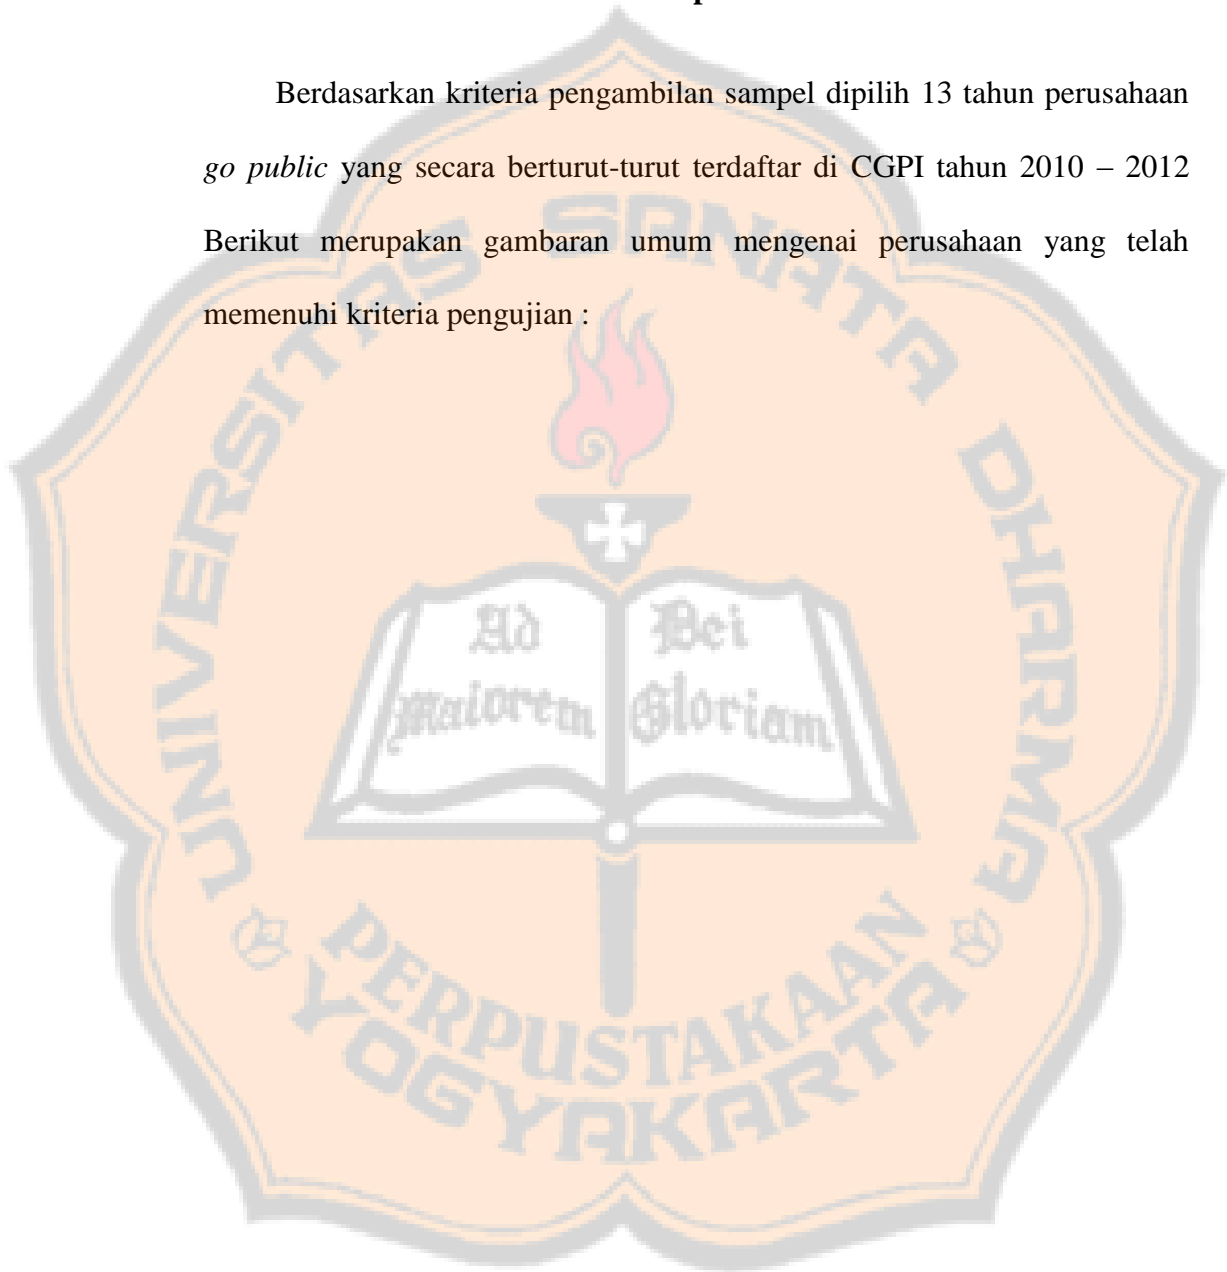 Berdasarkan kriteria pengambilan sampel dipilih 13 tahun perusahaan
go public yang secara berturut-turut terdaftar di CGPI tahun 2010 – 2012
Berikut merupakan gambaran umum mengenai perusahaan yang telah
memenuhi kriteria pengujian :
UNIVERSITAS SANATA DHARMA
Ad Dei
Maiorem Gloriam
PERPUSTAKAAN
YOGYAKARTA